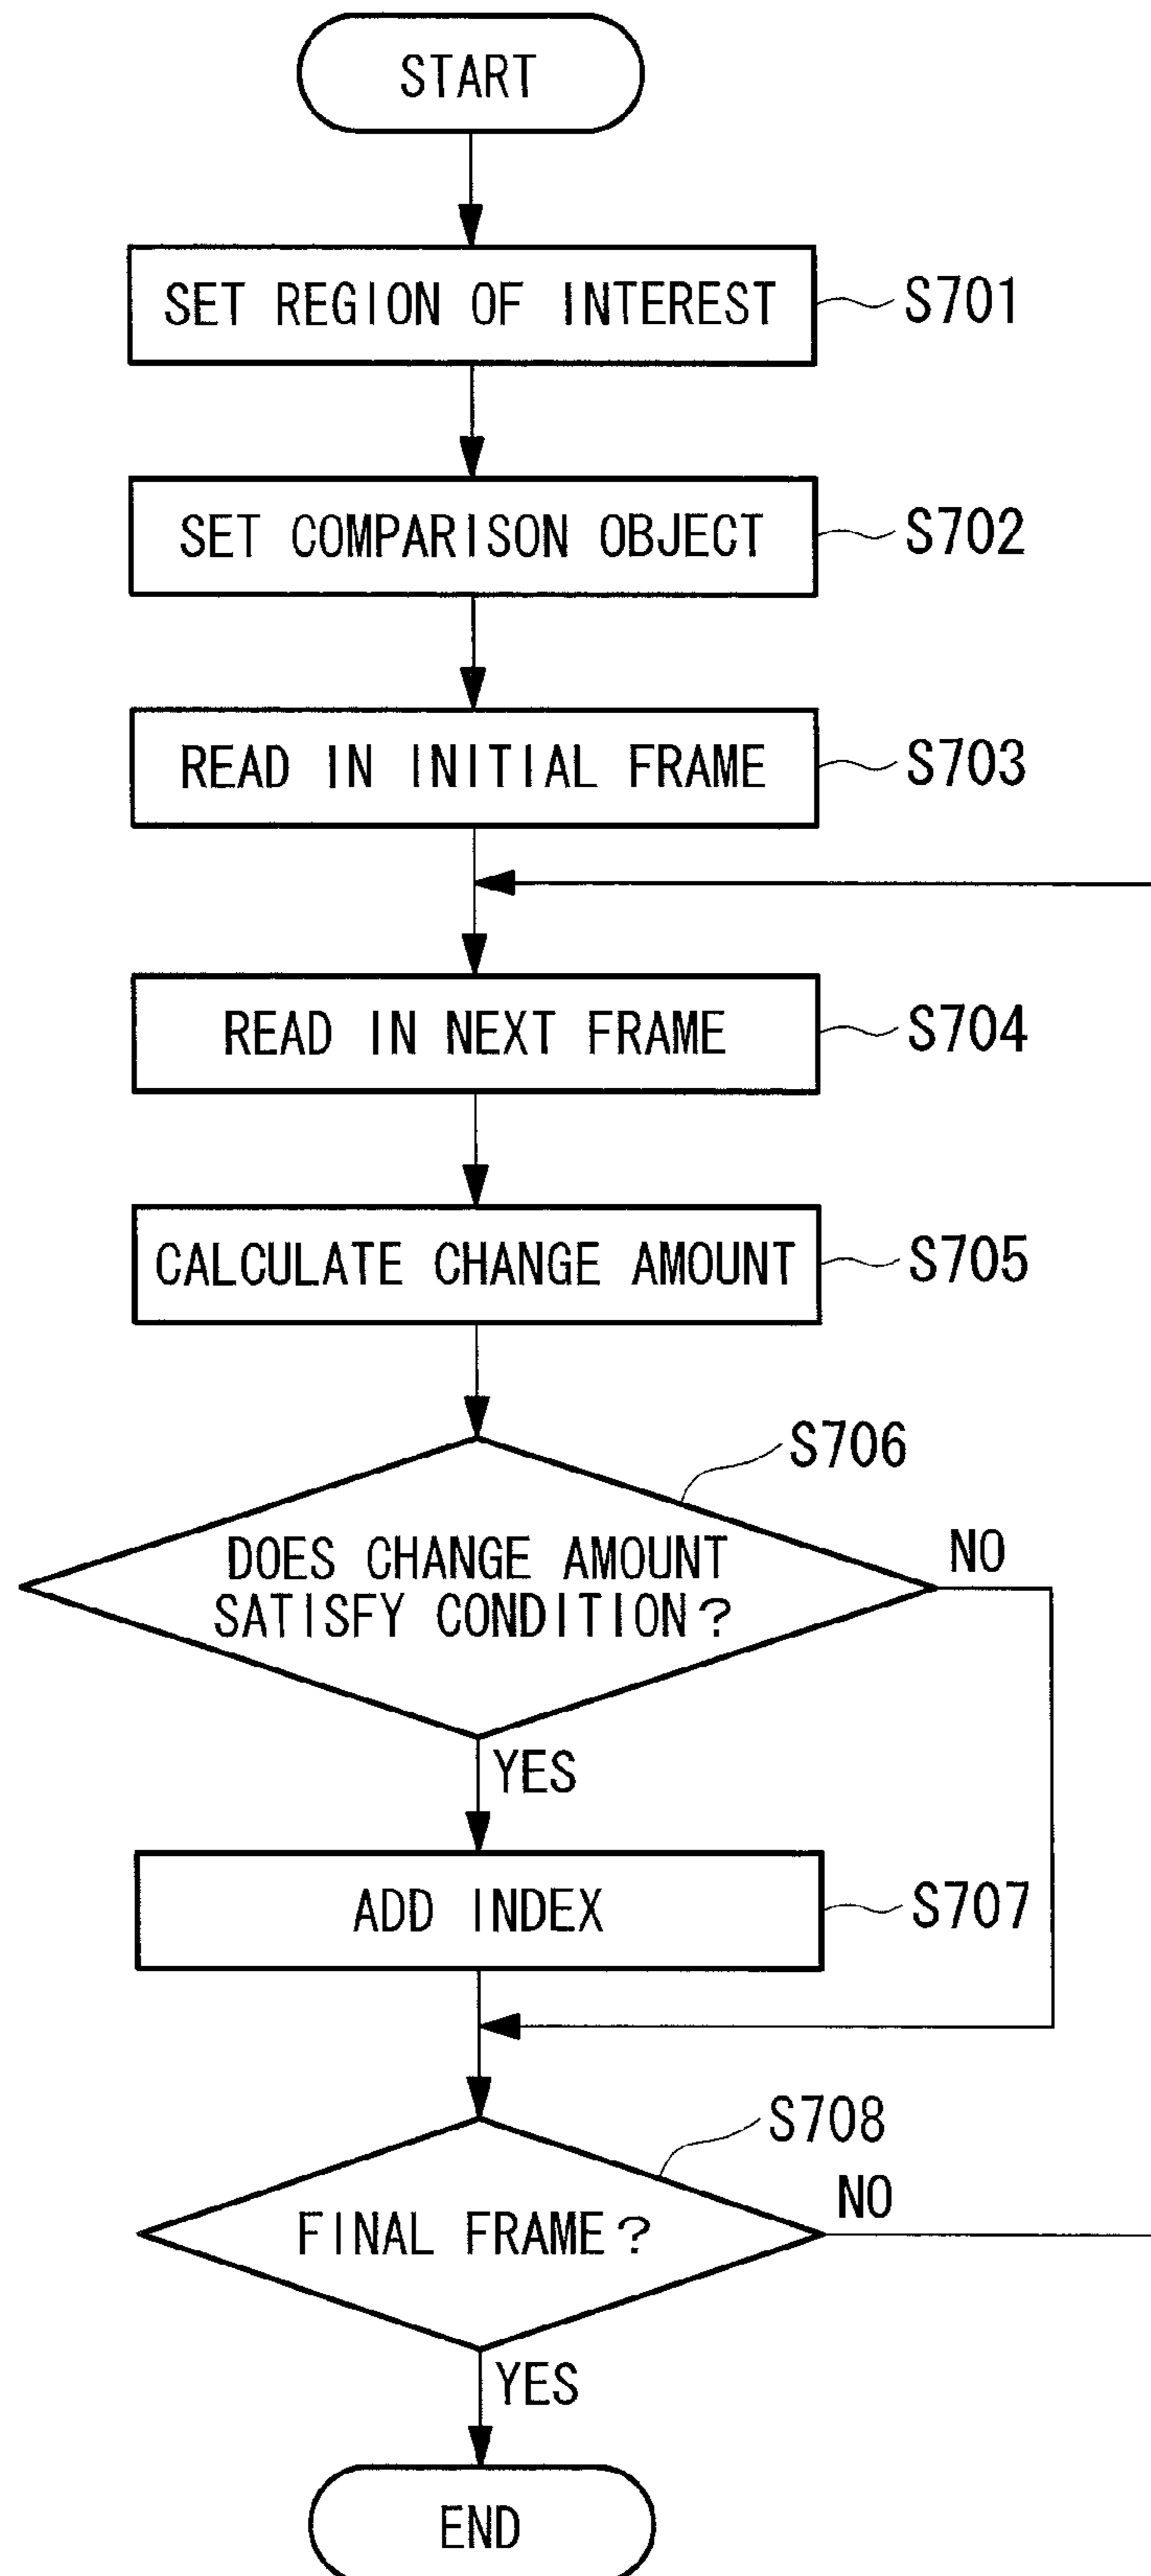 START
SET REGION OF INTEREST
S701
SET COMPARISON OBJECT
S702
READ IN INITIAL FRAME
S703
READ IN NEXT FRAME
S704
CALCULATE CHANGE AMOUNT
S705
S706
DOES CHANGE AMOUNT
SATISFY CONDITION?
NO
YES
ADD INDEX
S707
S708
FINAL FRAME?
NO
YES
END